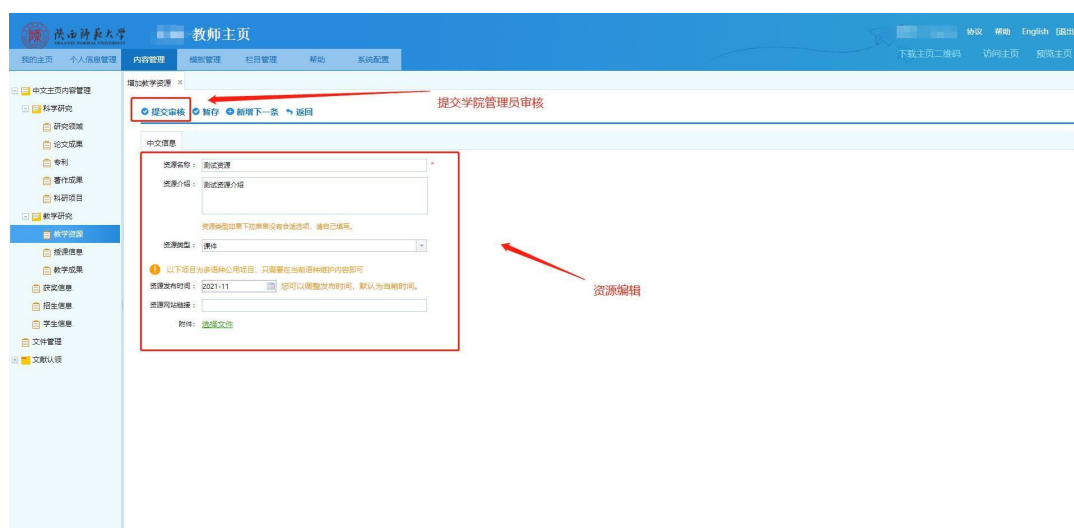 陕西师范大学
SHAANXI NORMAL UNIVERSITY
教师主页
协议 帮助 English [退出
下载主页二维码 访问主页 预览主页
我的主页 个人信息管理 内容管理 模板管理 栏目管理 帮助 系统配置
中文主页内容管理
科学研究
研究领域
论文成果
专利
著作成果
科研项目
教学研究
教学资源
授课信息
教学成果
获奖信息
招生信息
学生信息
文件管理
文献认领
增加教学资源 ×
提交审核 暂存 新增下一条 返回
提交学院管理员审核
中文信息
资源名称： 测试资源 *
资源介绍： 测试资源介绍
资源类型如果下拉菜单没有合适选项，请自己填写。
资源类型： 课件
以下项目为多语种公用项目，只需要在当前语种维护内容即可
资源发布时间： 2021-11 您可以调整发布时间，默认为当前时间。
资源网站链接：
附件： 选择文件
资源编辑